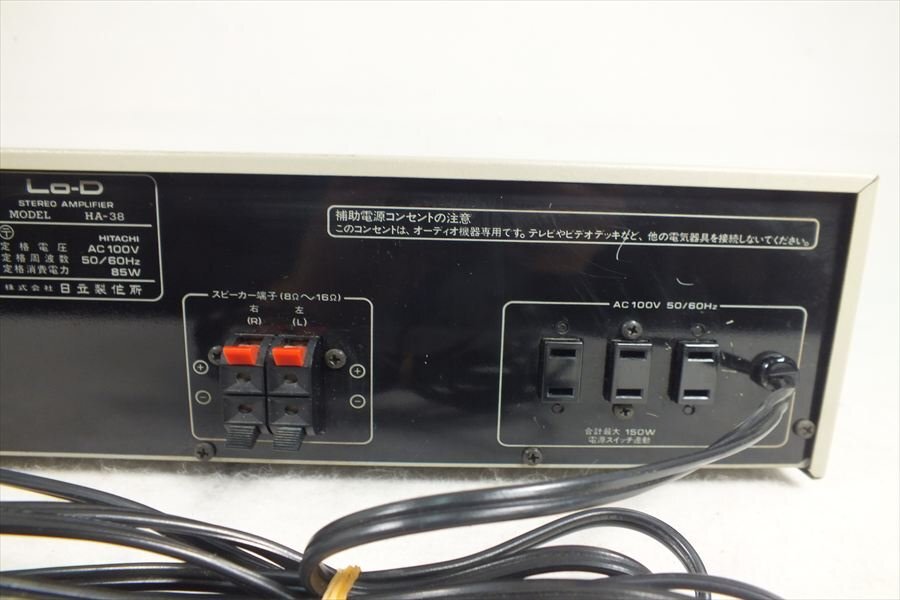 Lo-D
STEREO AMPLIFIER
MODEL HA-38
〒 HITACHI
定格電圧 AC100V
定格周波数 50/60Hz
定格消費電力 85W
株式会社 日立製作所
補助電源コンセントの注意
このコンセントは、オーディオ機器専用です。テレビやビデオデッキなど、他の電気器具を接続しないでください。
スピーカー端子(8Ω〜16Ω)
右 左
(R) (L)
⊕ ⊕
⊖ ⊖
AC100V 50/60Hz
合計最大 150W
電源スイッチ連動